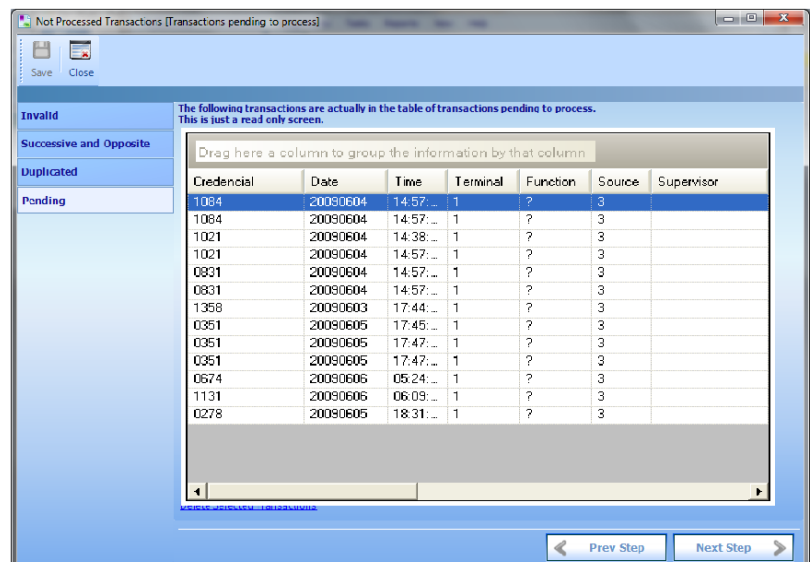 Not Processed Transactions [Transactions pending to process]
Save Close
Invalid
Successive and Opposite
Duplicated
Pending
The following transactions are actually in the table of transactions pending to process.
This is just a read only screen.
Drag here a column to group the information by that column
Credencial Date Time Terminal Function Source Supervisor
1084 20090604 14:57:... 1 ? 3
1084 20090604 14:57:... 1 ? 3
1021 20090604 14:38:... 1 ? 3
1021 20090604 14:57:... 1 ? 3
0831 20090604 14:57:... 1 ? 3
0831 20090604 14:57:... 1 ? 3
1358 20090603 17:44:... 1 ? 3
0351 20090605 17:45:... 1 ? 3
0351 20090605 17:47:... 1 ? 3
0351 20090605 17:47:... 1 ? 3
0674 20090606 05:24:... 1 ? 3
1131 20090606 06:09:... 1 ? 3
0278 20090605 18:31:... 1 ? 3
Delete Selected Transactions
Prev Step Next Step